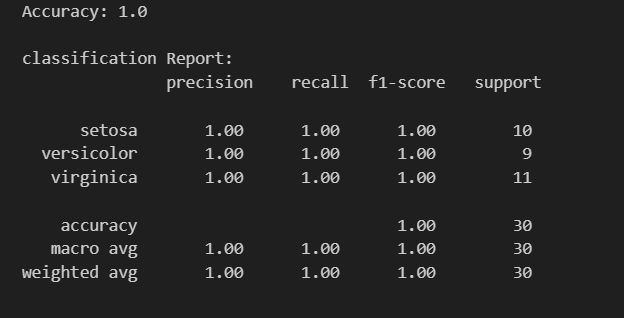 Accuracy: 1.0
classification Report:
precision recall f1-score support
setosa 1.00 1.00 1.00 10
versicolor 1.00 1.00 1.00 9
virginica 1.00 1.00 1.00 11
accuracy 1.00 30
macro avg 1.00 1.00 1.00 30
weighted avg 1.00 1.00 1.00 30